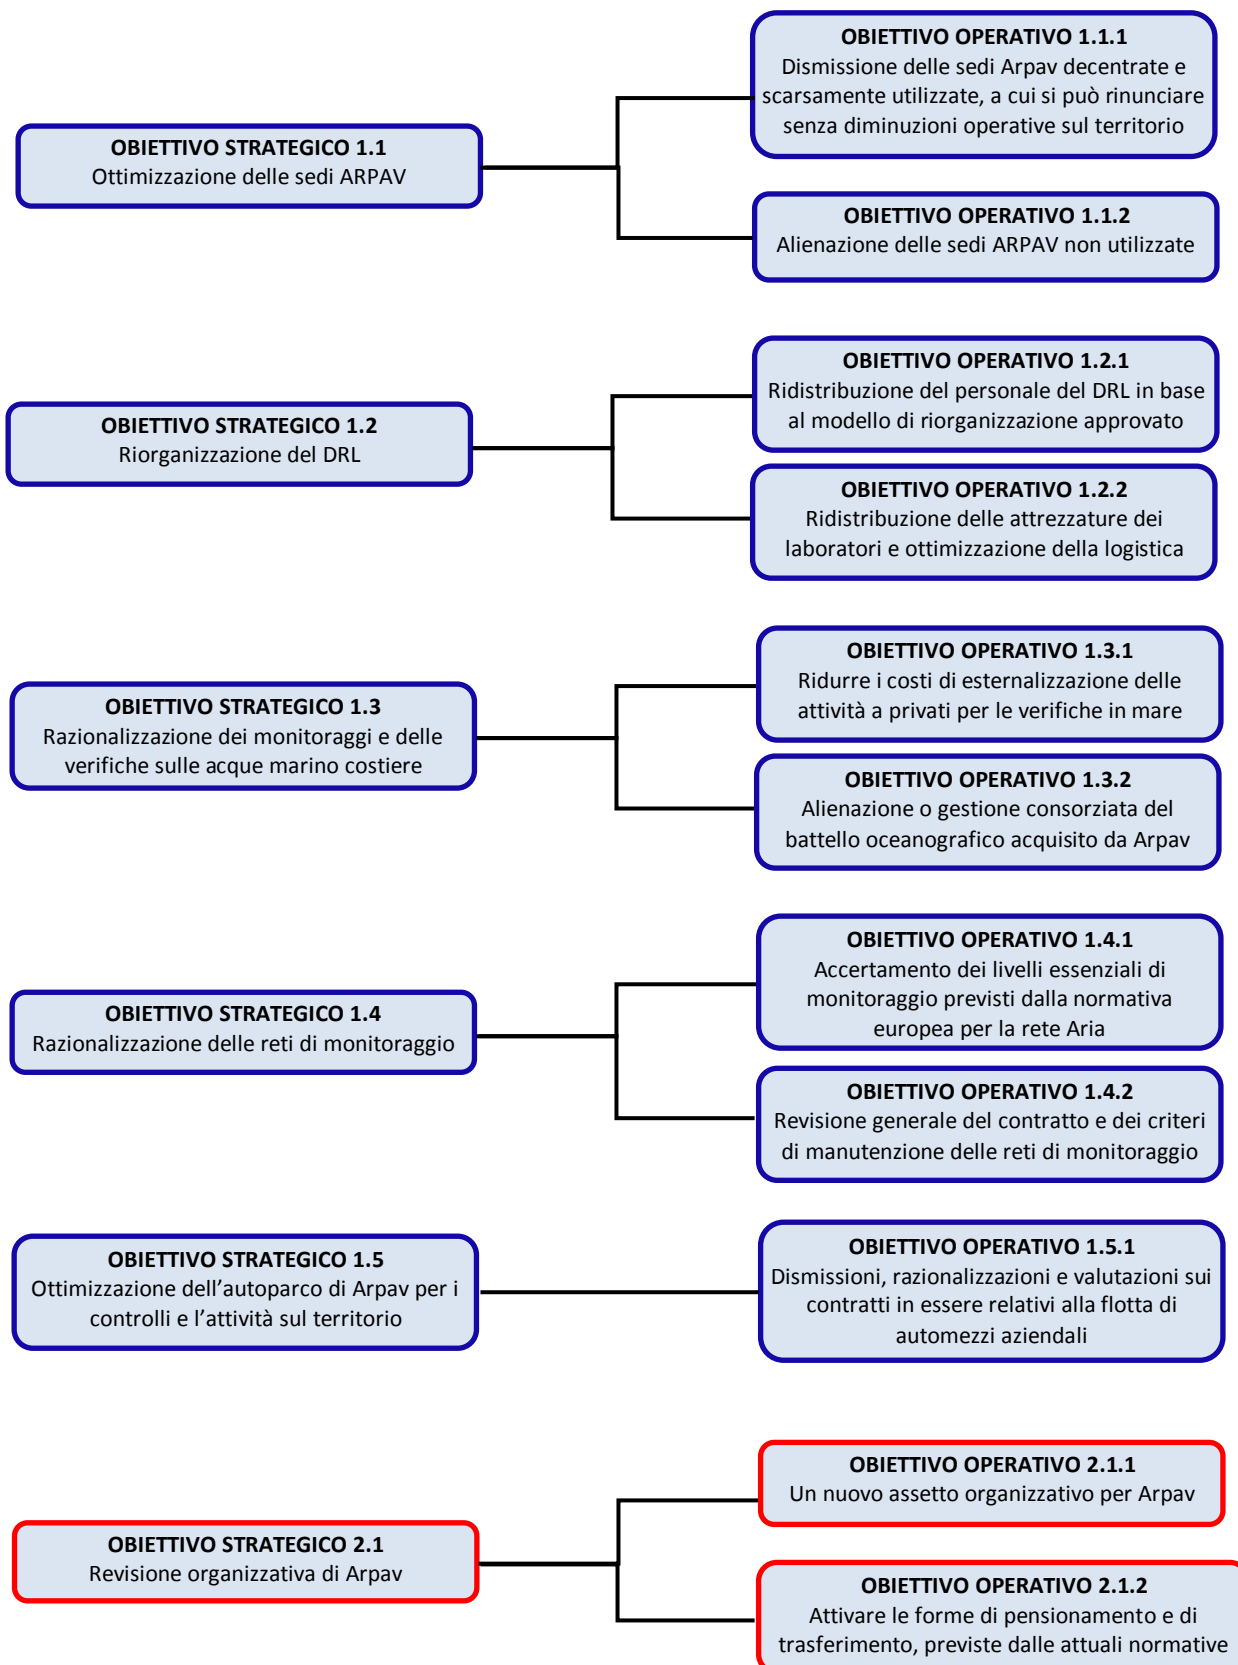 OBIETTIVO STRATEGICO 1.1
Ottimizzazione delle sedi ARPAV
OBIETTIVO OPERATIVO 1.1.1
Dismissione delle sedi Arpav decentrate e
scarsamente utilizzate, a cui si può rinunciare
senza diminuzioni operative sul territorio
OBIETTIVO OPERATIVO 1.1.2
Alienazione delle sedi ARPAV non utilizzate
OBIETTIVO STRATEGICO 1.2
Riorganizzazione del DRL
OBIETTIVO OPERATIVO 1.2.1
Ridistribuzione del personale del DRL in base
al modello di riorganizzazione approvato
OBIETTIVO OPERATIVO 1.2.2
Ridistribuzione delle attrezzature dei
laboratori e ottimizzazione della logistica
OBIETTIVO STRATEGICO 1.3
Razionalizzazione dei monitoraggi e delle
verifiche sulle acque marino costiere
OBIETTIVO OPERATIVO 1.3.1
Ridurre i costi di esternalizzazione delle
attività a privati per le verifiche in mare
OBIETTIVO OPERATIVO 1.3.2
Alienazione o gestione consorziata del
battello oceanografico acquisito da Arpav
OBIETTIVO STRATEGICO 1.4
Razionalizzazione delle reti di monitoraggio
OBIETTIVO OPERATIVO 1.4.1
Accertamento dei livelli essenziali di
monitoraggio previsti dalla normativa
europea per la rete Aria
OBIETTIVO OPERATIVO 1.4.2
Revisione generale del contratto e dei criteri
di manutenzione delle reti di monitoraggio
OBIETTIVO STRATEGICO 1.5
Ottimizzazione dell’autoparco di Arpav per i
controlli e l’attività sul territorio
OBIETTIVO OPERATIVO 1.5.1
Dismissioni, razionalizzazioni e valutazioni sui
contratti in essere relativi alla flotta di
automezzi aziendali
OBIETTIVO STRATEGICO 2.1
Revisione organizzativa di Arpav
OBIETTIVO OPERATIVO 2.1.1
Un nuovo assetto organizzativo per Arpav
OBIETTIVO OPERATIVO 2.1.2
Attivare le forme di pensionamento e di
trasferimento, previste dalle attuali normative